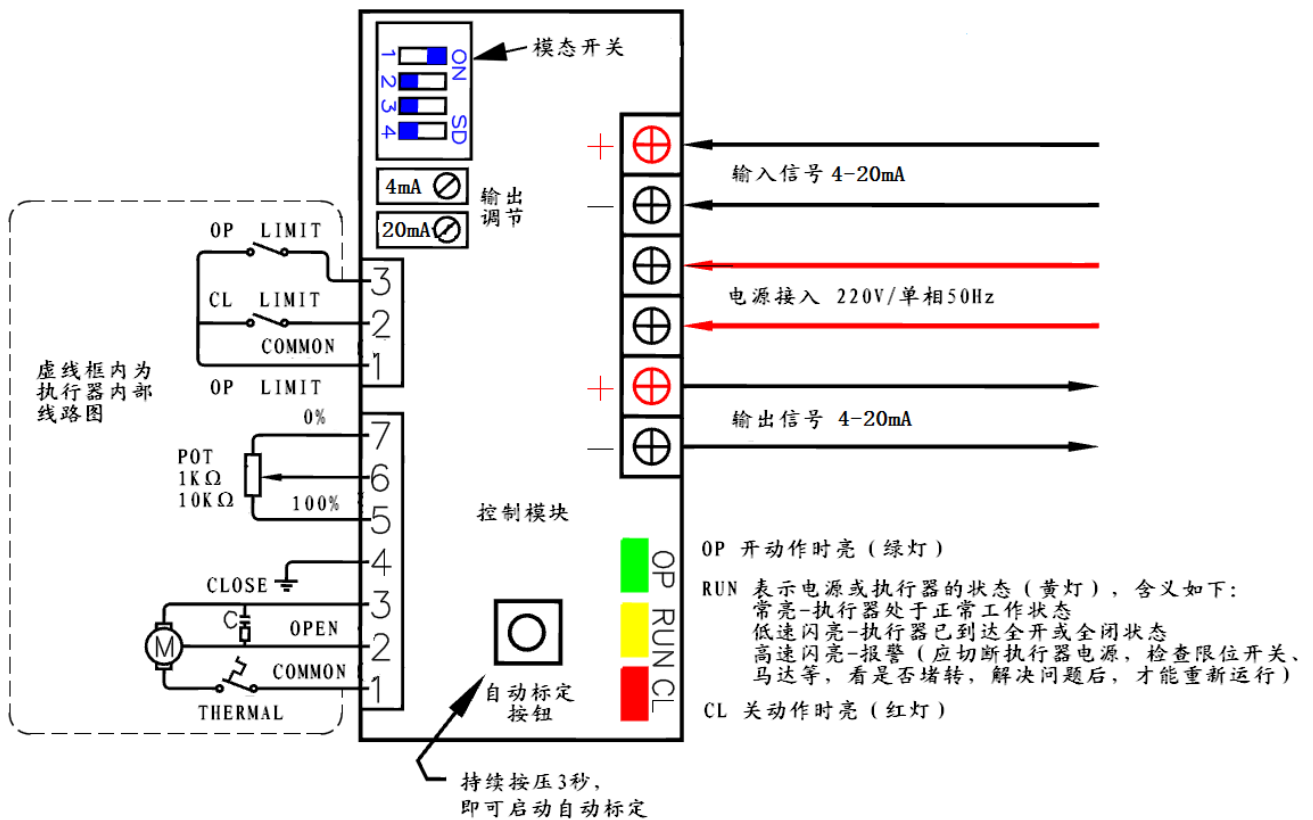 1
2
3
4
ON
SD
模态开关
4mA
20mA
输出
调节
+
输入信号 4-20mA
—
电源接入 220V/单相50Hz
+
输出信号 4-20mA
—
OP LIMIT
3
CL LIMIT
2
COMMON
1
OP LIMIT
虚线框内为
执行器内部
线路图
0%
7
POT
1KΩ
10KΩ
6
100%
5
4
CLOSE
3
C
OPEN
2
M
COMMON
1
THERMAL
控制模块
自动标定
按钮
持续按压3秒,
即可启动自动标定
OP
RUN
CL
OP 开动作时亮(绿灯)
RUN 表示电源或执行器的状态(黄灯), 含义如下:
常亮-执行器处于正常工作状态
低速闪亮-执行器已到达全开或全闭状态
高速闪亮-报警(应切断执行器电源, 检查限位开关、
马达等, 看是否堵转, 解决问题后, 才能重新运行)
CL 关动作时亮(红灯)